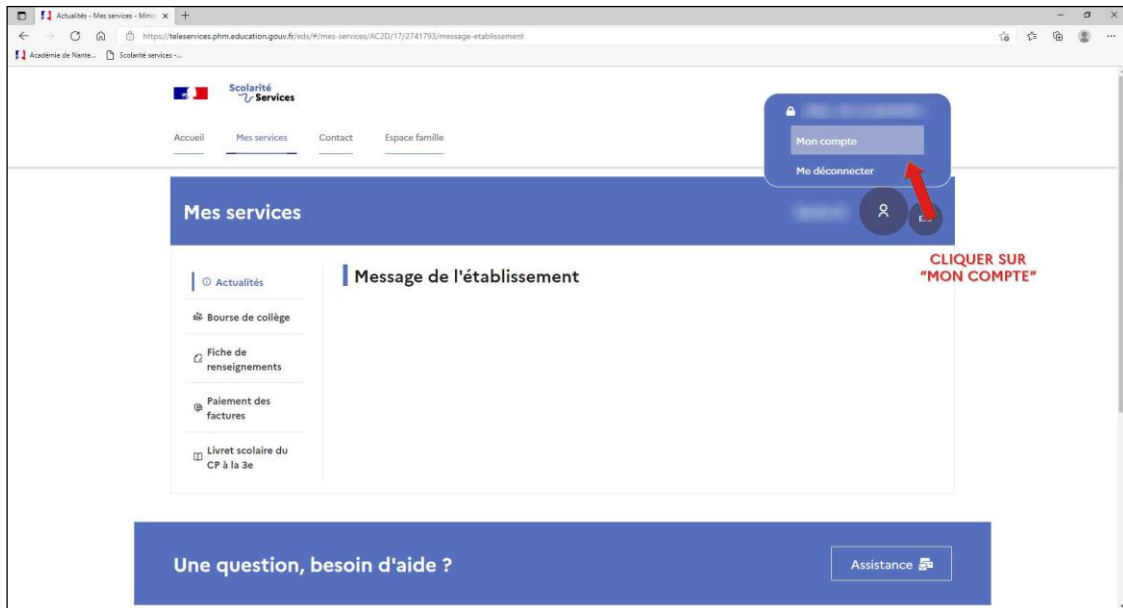 Actualités - Mes services - Minis
https://teleservices.phm.education.gouv.fr/eds/#/mes-services/AC2D/17/2741793/message-etablissement
Académie de Nante...
Scolarité services -...
Scolarité
Services
Accueil
Mes services
Contact
Espace famille
Mon compte
Me déconnecter
Mes services
CLIQUER SUR
"MON COMPTE"
Actualités
Message de l'établissement
Bourse de collège
Fiche de
renseignements
Paiement des
factures
Livret scolaire du
CP à la 3e
Une question, besoin d'aide ?
Assistance